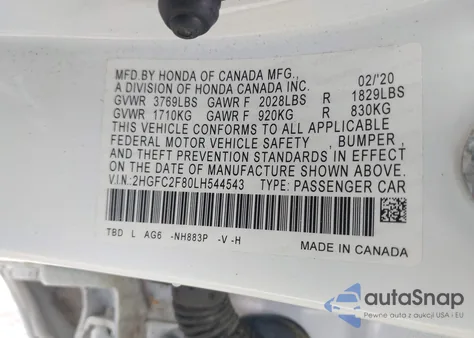 MFD.BY HONDA OF CANADA MFG., 02/'20
A DIVISION OF HONDA CANADA INC.
GVWR 3769LBS GAWR F 2028LBS R 1829LBS
GVWR 1710KG GAWR F 920KG R 830KG
THIS VEHICLE CONFORMS TO ALL APPLICABLE
FEDERAL MOTOR VEHICLE SAFETY, BUMPER,
AND THEFT PREVENTION STANDARDS IN EFFECT
ON THE DATE OF MANUFACTURE SHOWN ABOVE.
V.I.N:2HGFC2F80LH544543 TYPE: PASSENGER CAR
TBD L AG6 -NH883P -V -H
MADE IN CANADA
autoSnap
Pewne auta z USA i EU